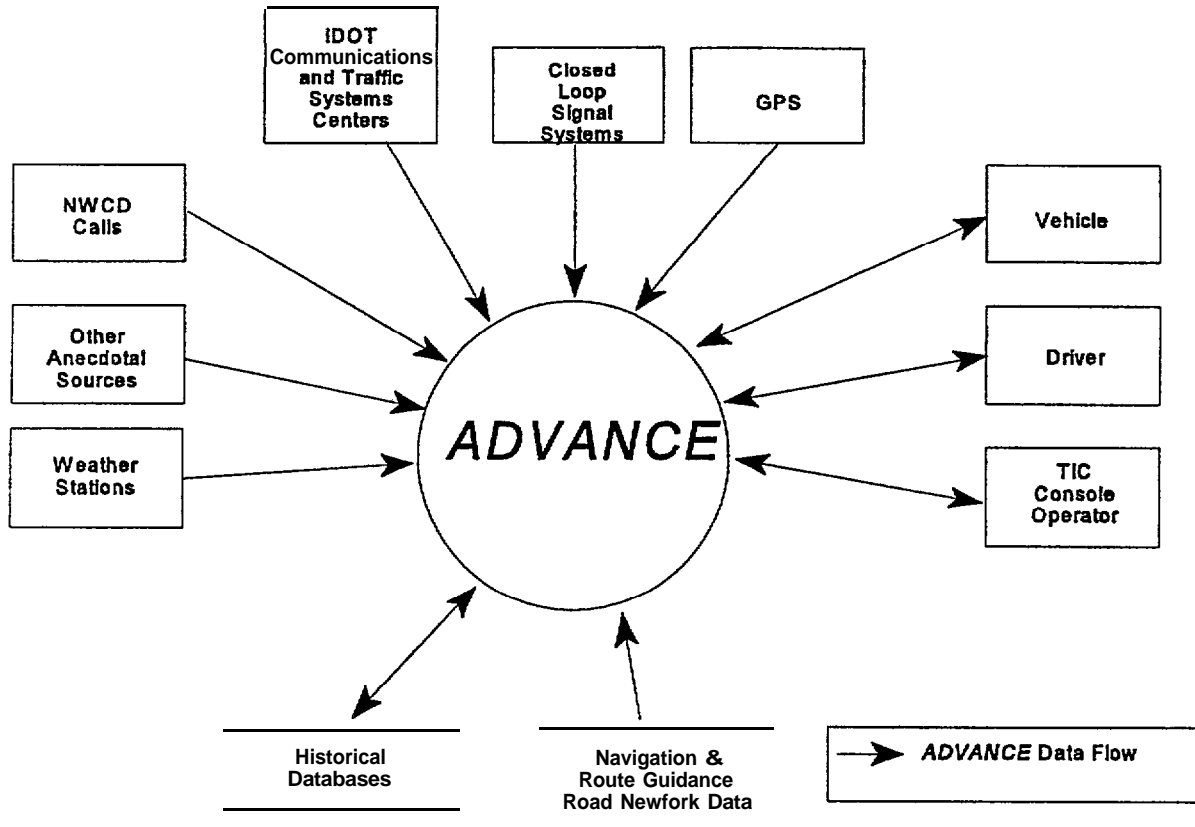 IDOT
Communications
and Traffic
Systems
Centers
Closed
Loop
Signal
Systems
GPS
NWCD
Calls
Vehicle
Other
Anecdotal
Sources
Driver
ADVANCE
Weather
Stations
TIC
Console
Operator
Historical
Databases
Navigation &
Route Guidance
Road Newfork Data
ADVANCE Data Flow